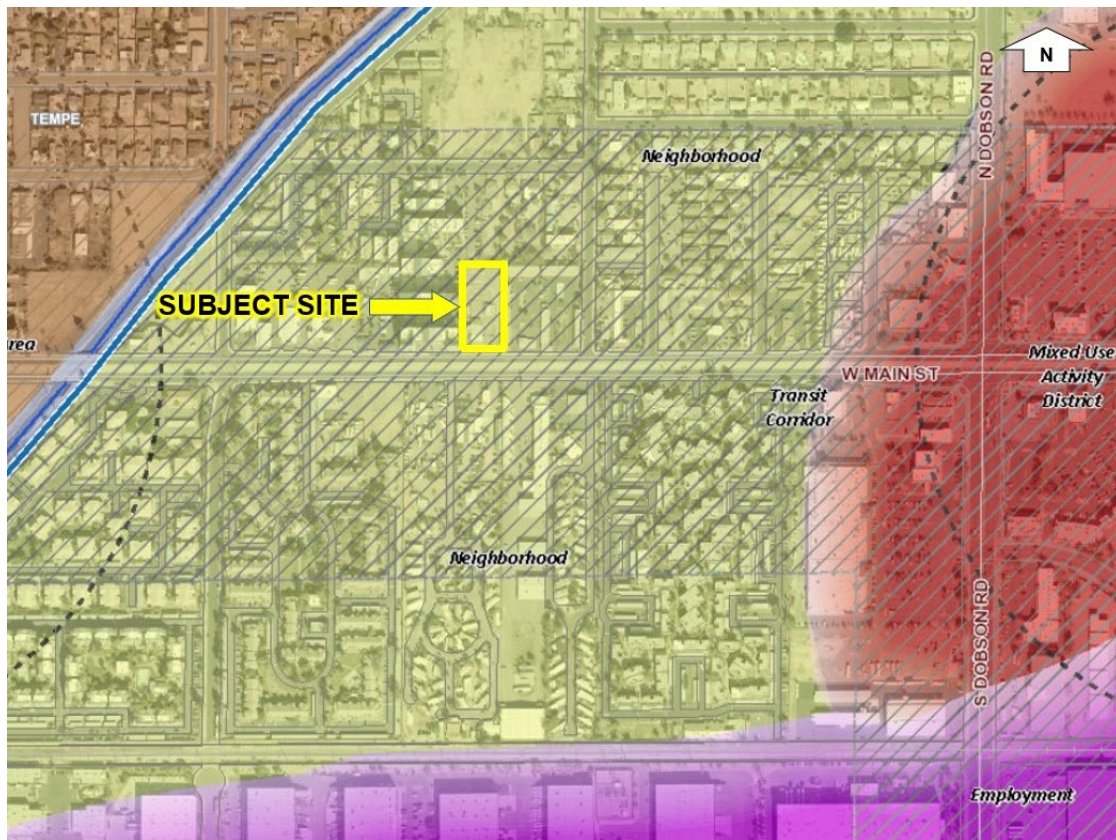 N
N DOBSON RD
TEMPE
Neighborhood
SUBJECT SITE
rea
W MAIN ST
Mixed Use
Activity
District
Transit
Corridor
Neighborhood
S DOBSON RD
Employment